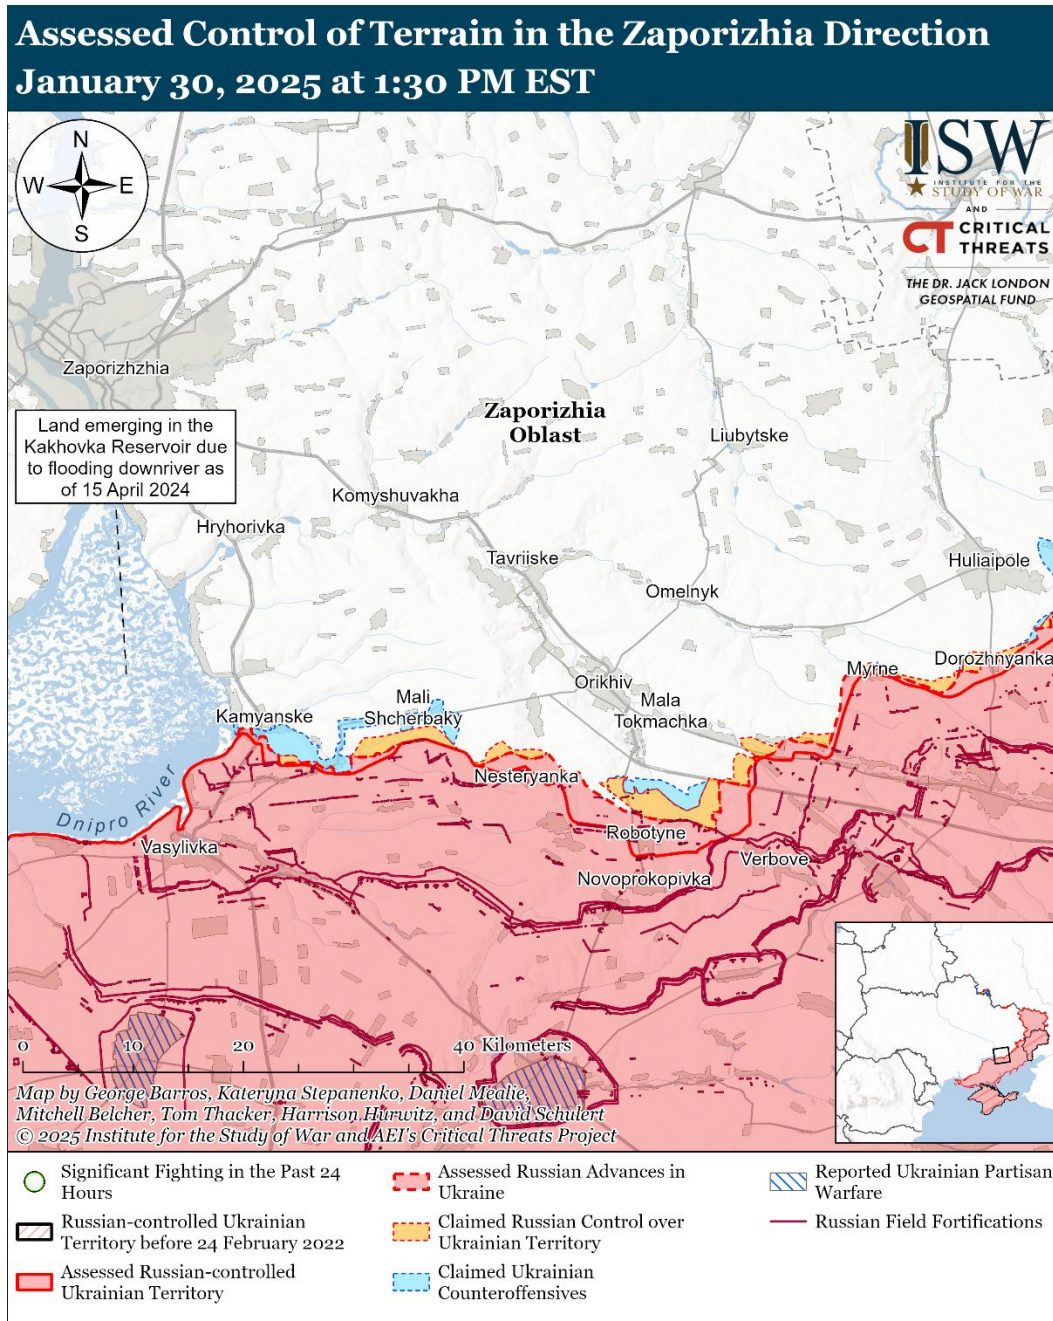 Assessed Control of Terrain in the Zaporizhia Direction
January 30, 2025 at 1:30 PM EST
N
W
E
S
ISW
INSTITUTE FOR THE
STUDY OF WAR
AND
CT CRITICAL
THREATS
THE DR. JACK LONDON
GEOSPATIAL FUND
Zaporizhzhia
Land emerging in the
Kakhovka Reservoir due
to flooding downriver as
of 15 April 2024
Zaporizhia
Oblast
Liubytske
Komyshuvakha
Hryhorivka
Tavriiske
Huliaipole
Omelnyk
Myrne
Dorozhnyanka
Orikhiv
Mali
Shcherbaky
Mala
Tokmachka
Kamyanske
Nesteryanka
Dnipro River
Robotyne
Vasylivka
Verbove
Novoprokopivka
0
10
20
40 Kilometers
Map by George Barros, Kateryna Stepanenko, Daniel Mealie,
Mitchell Belcher, Tom Thacker, Harrison Hurwitz, and David Schulert
© 2025 Institute for the Study of War and AEI's Critical Threats Project
Significant Fighting in the Past 24
Hours
Russian-controlled Ukrainian
Territory before 24 February 2022
Assessed Russian-controlled
Ukrainian Territory
Assessed Russian Advances in
Ukraine
Claimed Russian Control over
Ukrainian Territory
Claimed Ukrainian
Counteroffensives
Reported Ukrainian Partisan
Warfare
Russian Field Fortifications